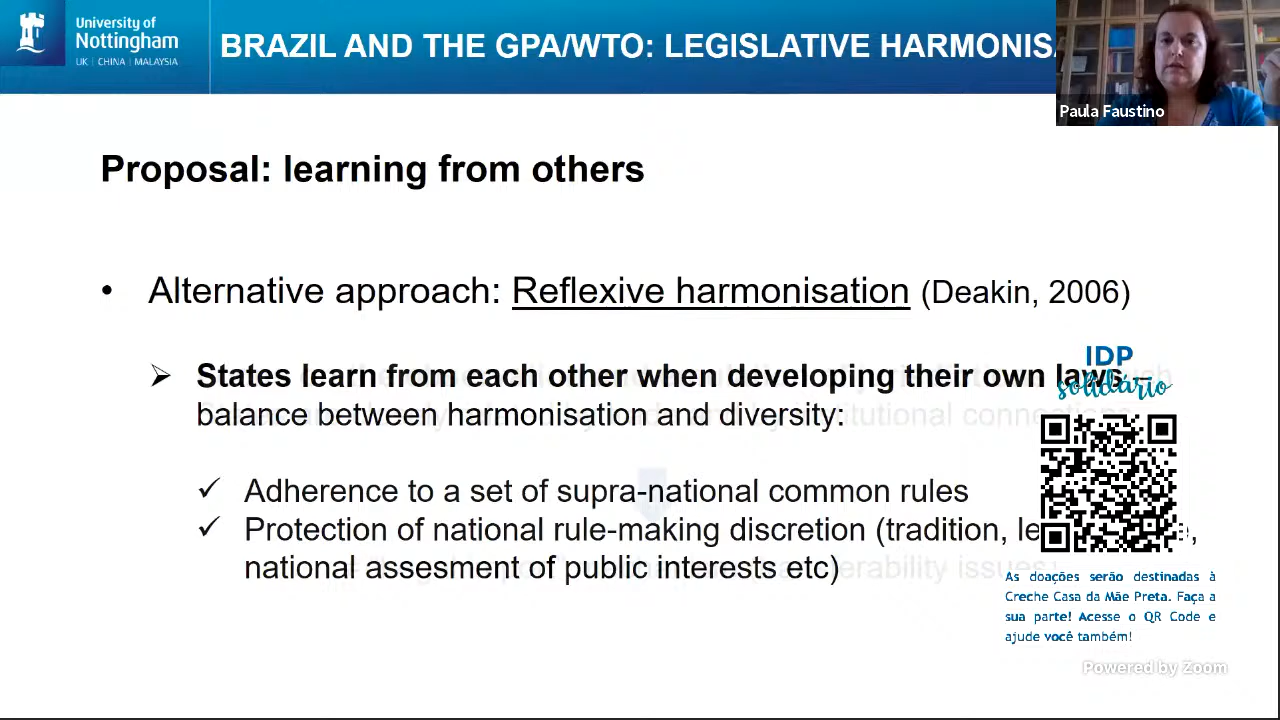 University of
Nottingham
UK | CHINA | MALAYSIA
BRAZIL AND THE GPA/WTO: LEGISLATIVE
Paula Faustino
Proposal: learning from others
• Alternative approach: Reflexive harmonisation (Deakin, 2006)
➢ States learn from each other when developing their own laws –
balance between harmonisation and diversity:
✓ Adherence to a set of supra-national common rules
✓ Protection of national rule-making discretion (tradition,
national assesment of public interests etc)
IDP
solidário
As doações serão destinadas à
Creche Casa da Mãe Preta. Faça a
sua parte! Acesse o QR Code e
ajude você também!
Powered by Zoom